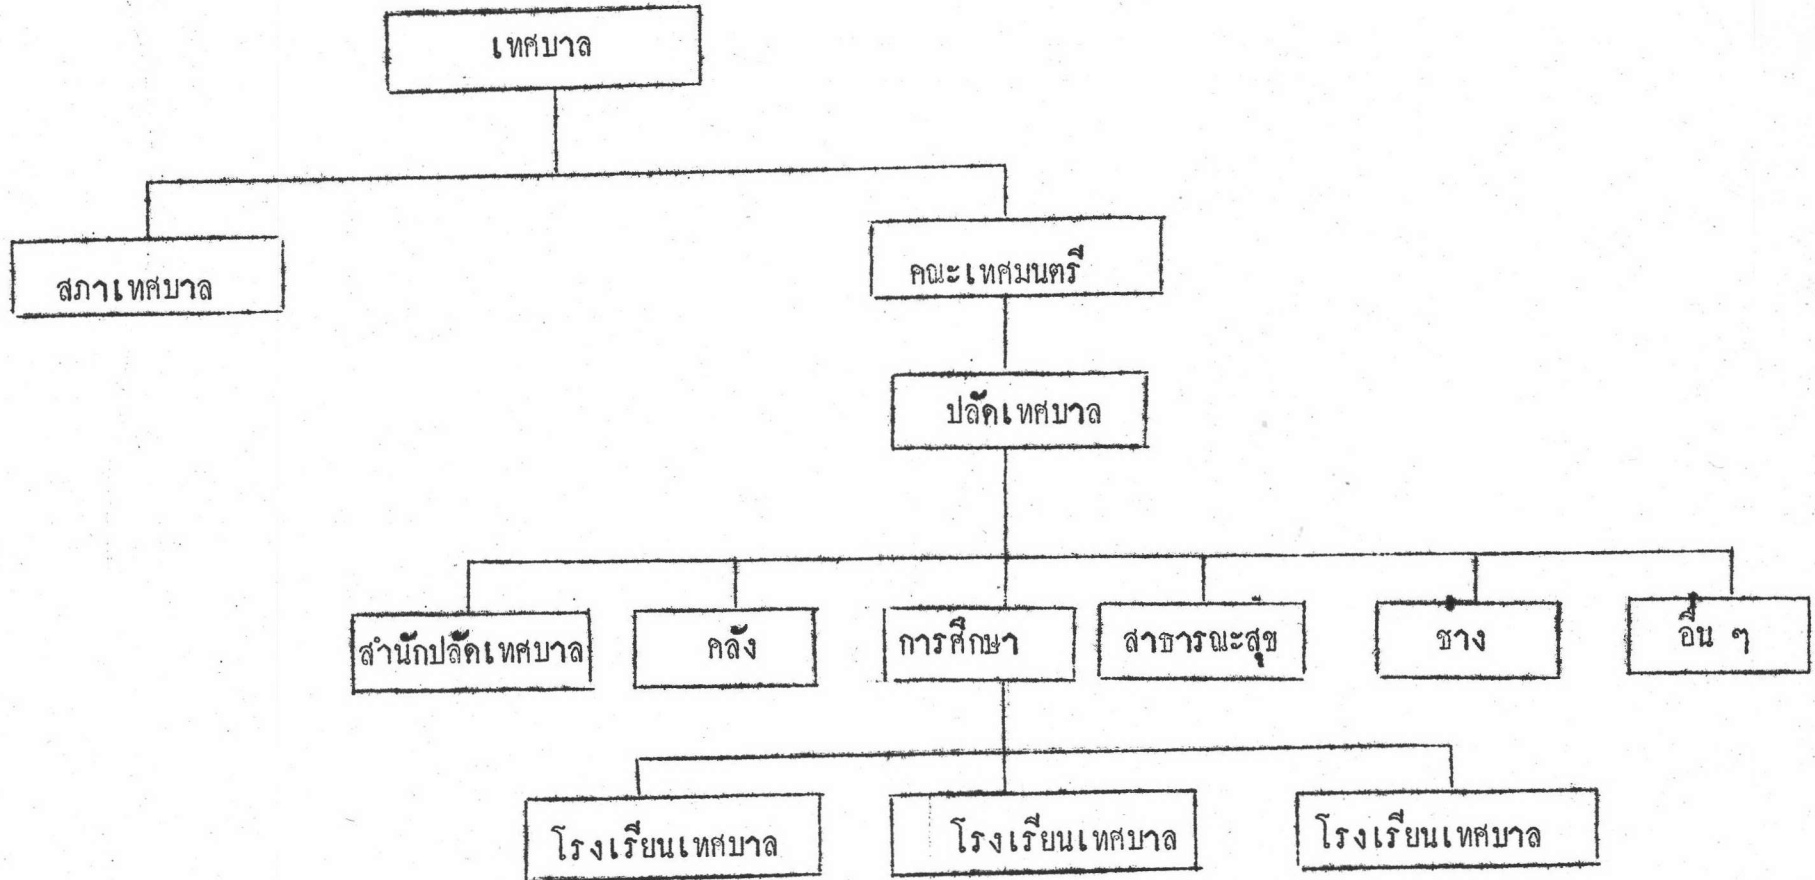 เทศบาล
สภาเทศบาล
คณะเทศมนตรี
ปลัดเทศบาล
สำนักปลัดเทศบาล
คลัง
การศึกษา
สาธารณะสุข
ช่าง
อื่น ๆ
โรงเรียนเทศบาล
โรงเรียนเทศบาล
โรงเรียนเทศบาล